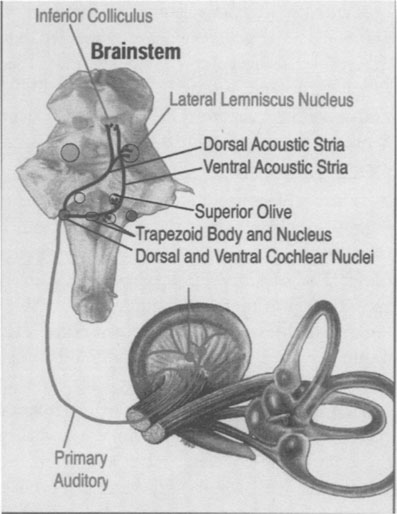 Inferior Colliculus
Brainstem
Lateral Lemniscus Nucleus
Dorsal Acoustic Stria
Ventral Acoustic Stria
Superior Olive
Trapezoid Body and Nucleus
Dorsal and Ventral Cochlear Nuclei
Primary
Auditory